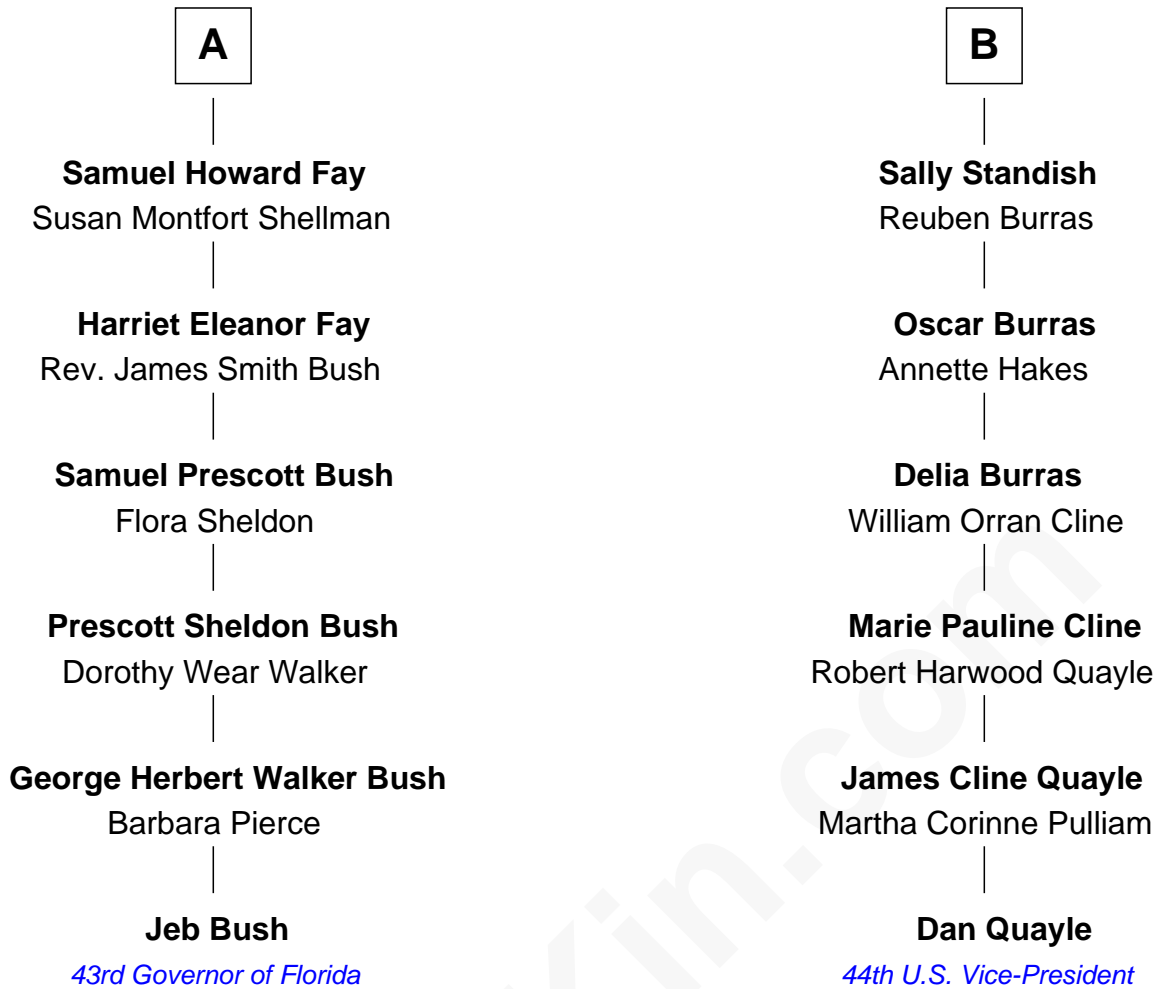 A
Samuel Howard Fay
Susan Montfort Shellman
Harriet Eleanor Fay
Rev. James Smith Bush
Samuel Prescott Bush
Flora Sheldon
Prescott Sheldon Bush
Dorothy Wear Walker
George Herbert Walker Bush
Barbara Pierce
Jeb Bush
43rd Governor of Florida
B
Sally Standish
Reuben Burras
Oscar Burras
Annette Hakes
Delia Burras
William Orran Cline
Marie Pauline Cline
Robert Harwood Quayle
James Cline Quayle
Martha Corinne Pulliam
Dan Quayle
44th U.S. Vice-President